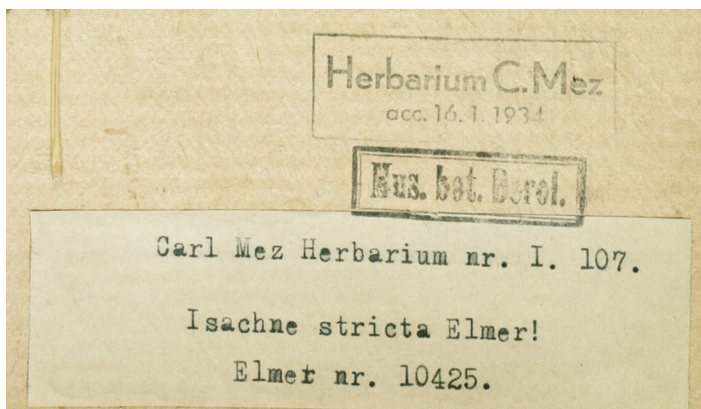 Herbarium C. Mez
acc. 16. 1. 1934
Mus. bot. Berol.
Carl Mez Herbarium nr. I. 107.
Isachne stricta Elmer!
Elmer nr. 10425.